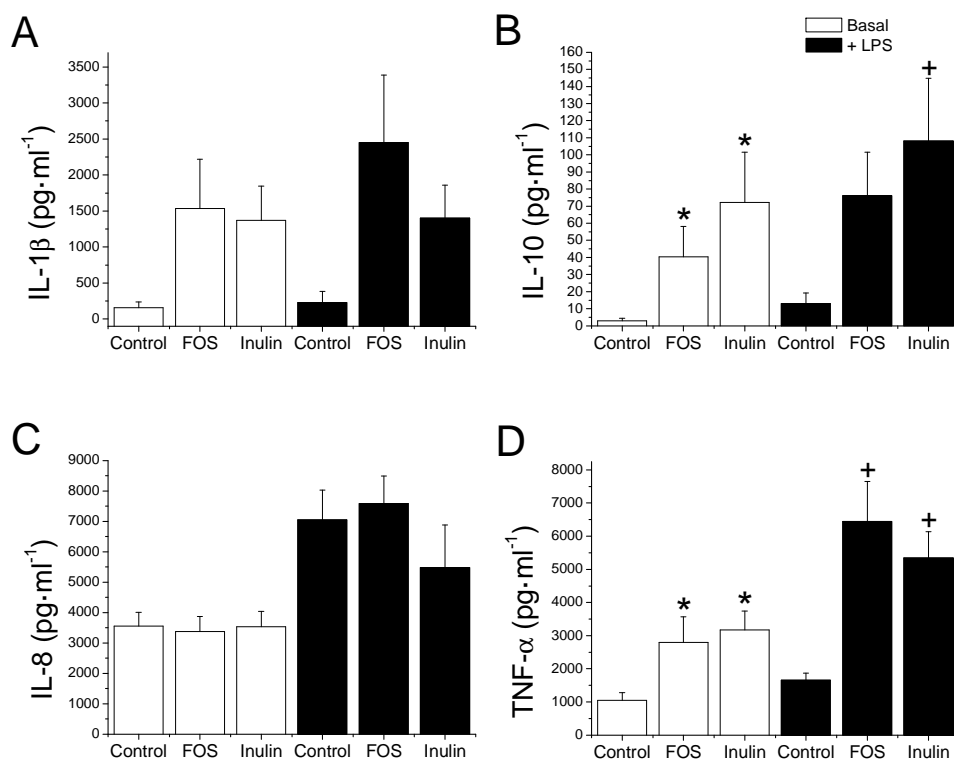 A
3500
3000
2500
2000
1500
1000
500
0
IL-1β (pg·ml⁻¹)
Control FOS Inulin Control FOS Inulin
B
Basal
+ LPS
160
150
140
130
120
110
100
90
80
70
60
50
40
30
20
10
0
IL-10 (pg·ml⁻¹)
* * +
Control FOS Inulin Control FOS Inulin
C
9000
8000
7000
6000
5000
4000
3000
2000
1000
0
IL-8 (pg·ml⁻¹)
Control FOS Inulin Control FOS Inulin
D
8000
7000
6000
5000
4000
3000
2000
1000
0
TNF-α (pg·ml⁻¹)
* * + +
Control FOS Inulin Control FOS Inulin